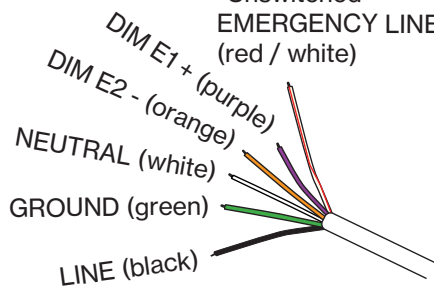 EMERGENCY LINE
(red / white)
DIM E1 + (purple)
DIM E2 - (orange)
NEUTRAL (white)
GROUND (green)
LINE (black)